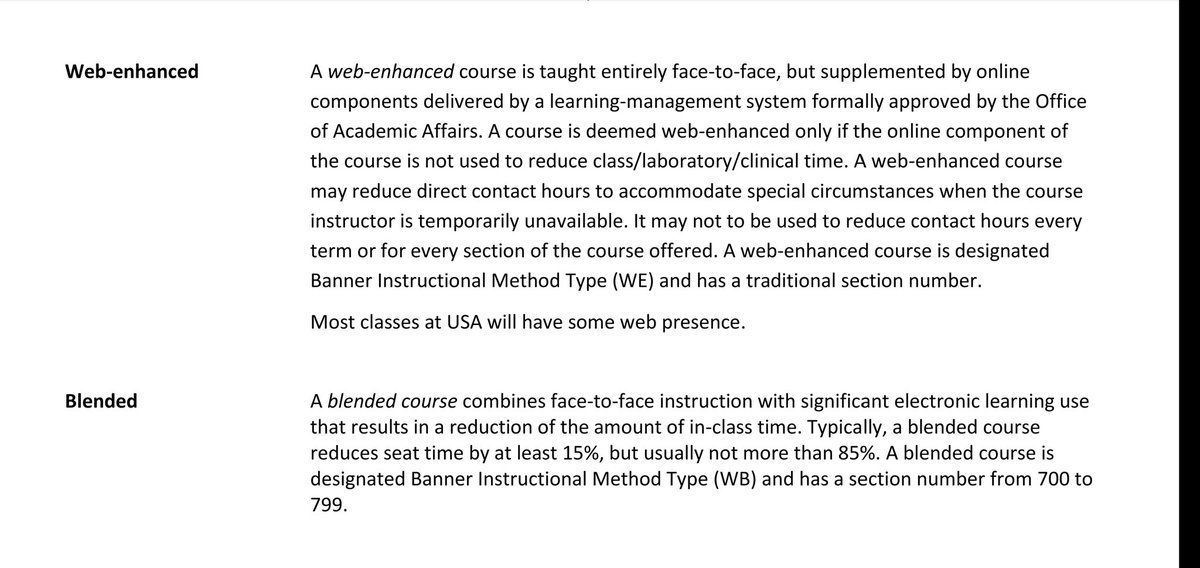 Web-enhanced
A web-enhanced course is taught entirely face-to-face, but supplemented by online
components delivered by a learning-management system formally approved by the Office
of Academic Affairs. A course is deemed web-enhanced only if the online component of
the course is not used to reduce class/laboratory/clinical time. A web-enhanced course
may reduce direct contact hours to accommodate special circumstances when the course
instructor is temporarily unavailable. It may not to be used to reduce contact hours every
term or for every section of the course offered. A web-enhanced course is designated
Banner Instructional Method Type (WE) and has a traditional section number.
Most classes at USA will have some web presence.
Blended
A blended course combines face-to-face instruction with significant electronic learning use
that results in a reduction of the amount of in-class time. Typically, a blended course
reduces seat time by at least 15%, but usually not more than 85%. A blended course is
designated Banner Instructional Method Type (WB) and has a section number from 700 to
799.